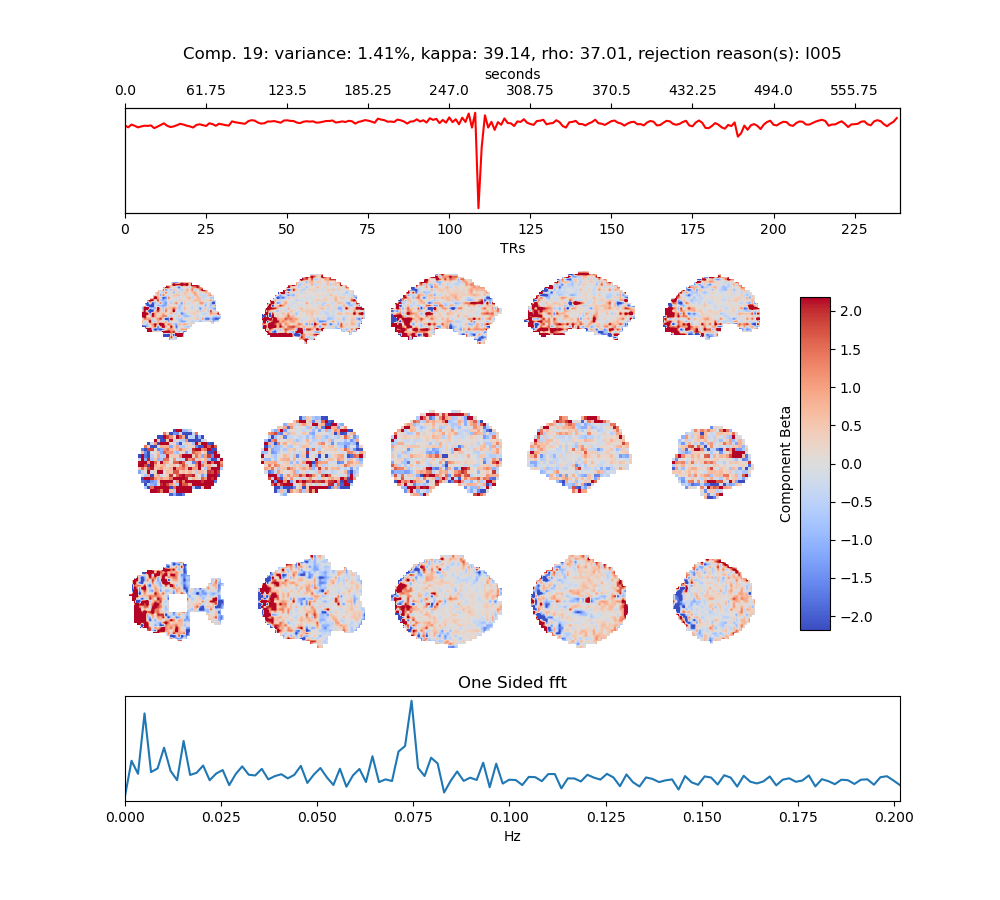 Comp. 19: variance: 1.41%, kappa: 39.14, rho: 37.01, rejection reason(s): I005
seconds
0.0 61.75 123.5 185.25 247.0 308.75 370.5 432.25 494.0 555.75
0 25 50 75 100 125 150 175 200 225
TRs
2.0
1.5
1.0
0.5
0.0
−0.5
−1.0
−1.5
−2.0
Component Beta
One Sided fft
0.000 0.025 0.050 0.075 0.100 0.125 0.150 0.175 0.200
Hz